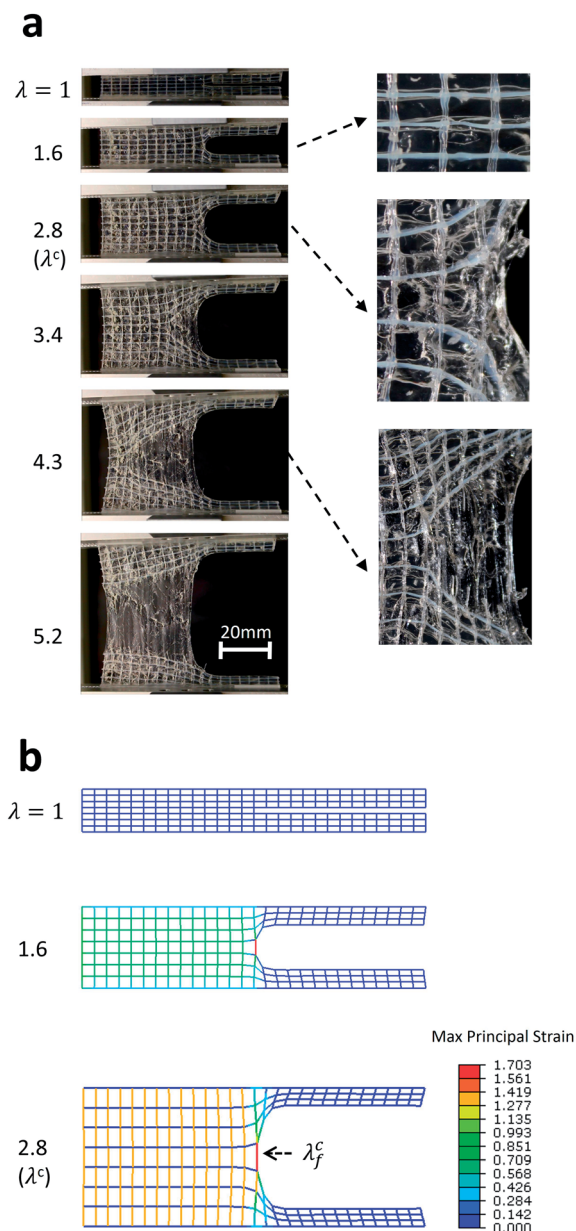 a
λ = 1
1.6
2.8
(λᶜ)
3.4
4.3
5.2
20mm
b
λ = 1
1.6
Max Principal Strain
2.8
(λᶜ)
λ_f^c
1.703
1.561
1.419
1.277
1.135
0.993
0.851
0.709
0.568
0.426
0.284
0.142
0.000